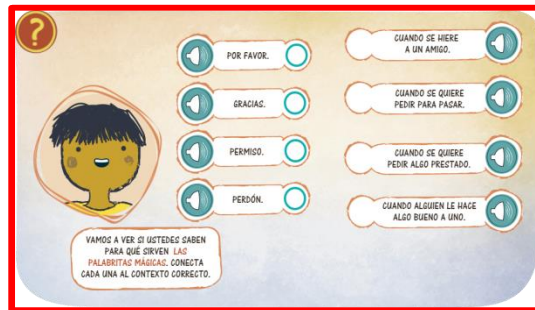 ?
POR FAVOR.
GRACIAS.
PERMISO.
PERDÓN.
CUANDO SE HIERE
A UN AMIGO.
CUANDO SE QUIERE
PEDIR PARA PASAR.
CUANDO SE QUIERE
PEDIR ALGO PRESTADO.
CUANDO ALGUIEN LE HACE
ALGO BUENO A UNO.
VAMOS A VER SI USTEDES SABEN
PARA QUÉ SIRVEN LAS
PALABRITAS MÁGICAS. CONECTA
CADA UNA AL CONTEXTO CORRECTO.